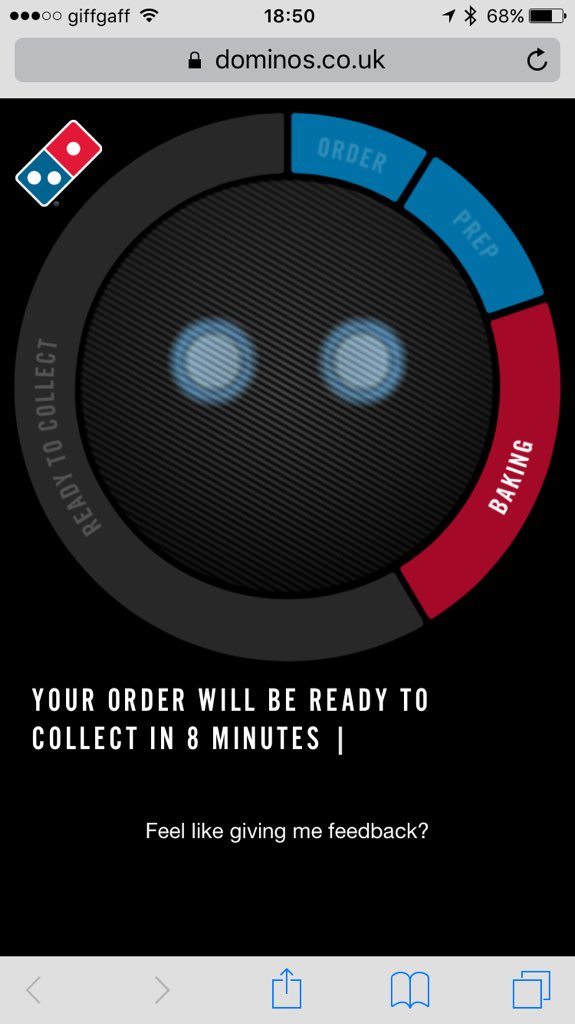 giffgaff 18:50 68%
dominos.co.uk
ORDER
PREP
BAKING
READY TO COLLECT
YOUR ORDER WILL BE READY TO
COLLECT IN 8 MINUTES |
Feel like giving me feedback?